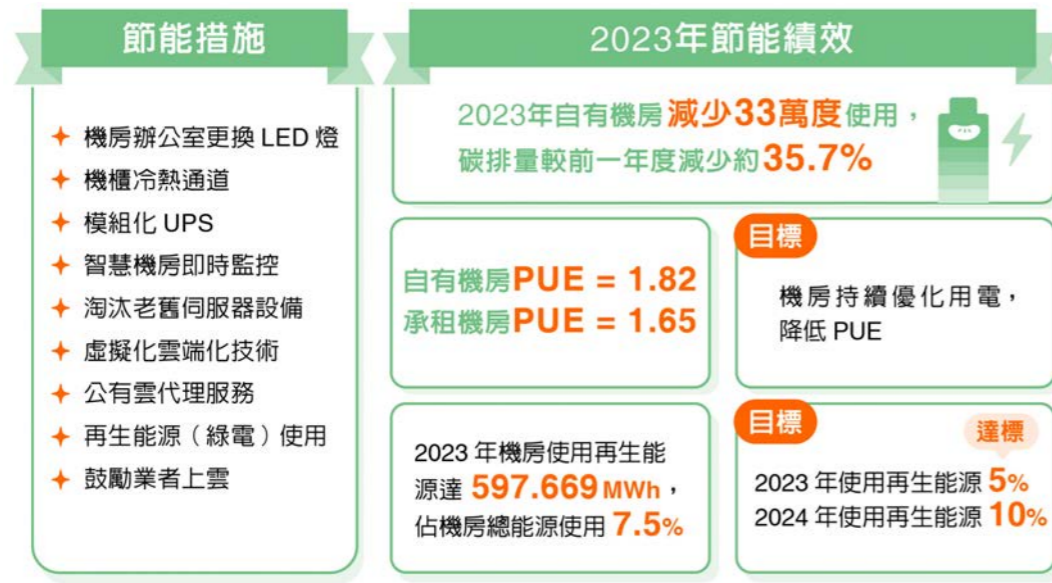 節能措施
機房辦公室更換 LED 燈
機櫃冷熱通道
模組化 UPS
智慧機房即時監控
淘汰老舊伺服器設備
虛擬化雲端化技術
公有雲代理服務
再生能源（綠電）使用
鼓勵業者上雲
2023年節能績效
2023年自有機房減少33萬度使用，
碳排量較前一年度減少約35.7%
PUE
自有機房PUE = 1.82
承租機房PUE = 1.65
目標
機房持續優化用電，
降低 PUE
2023 年機房使用再生能
源達 597.669 MWh，
佔機房總能源使用 7.5%
目標
達標
2023 年使用再生能源 5%
2024 年使用再生能源 10%